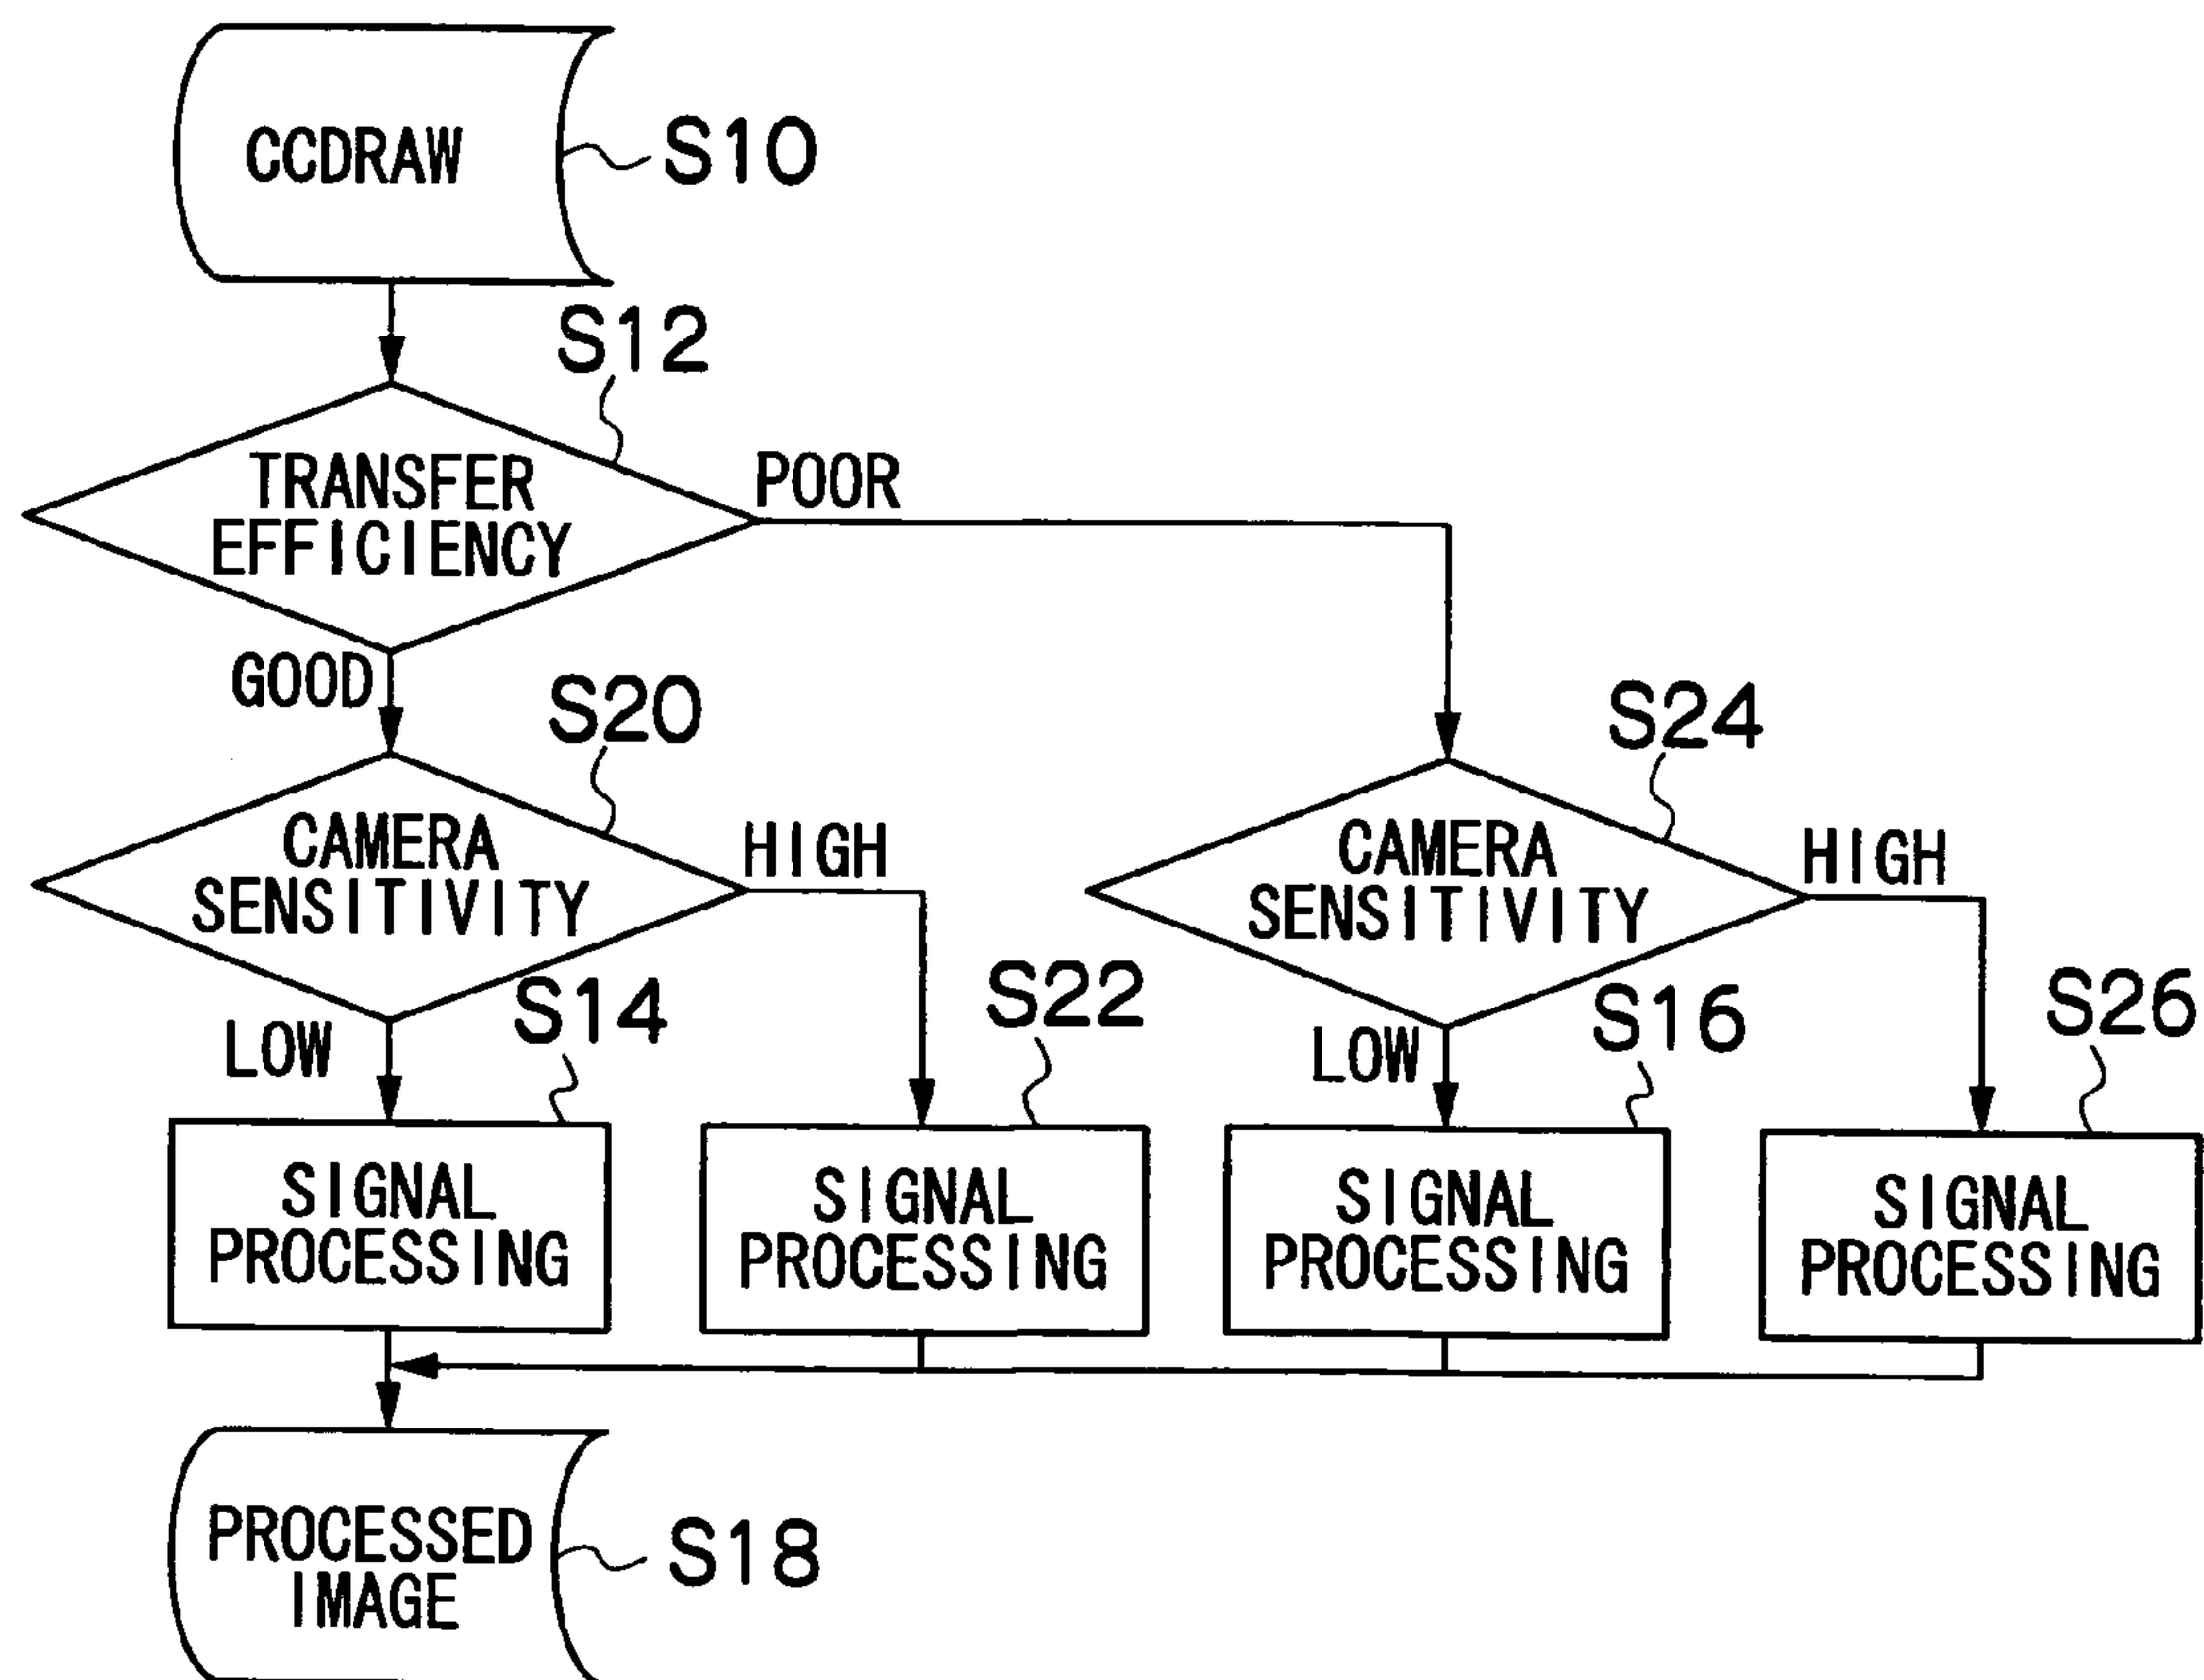 CCDRAW
S10
S12
TRANSFER
EFFICIENCY
POOR
GOOD
S20
S24
CAMERA
SENSITIVITY
HIGH
CAMERA
SENSITIVITY
HIGH
LOW
S14
S22
LOW
S16
S26
SIGNAL
PROCESSING
SIGNAL
PROCESSING
SIGNAL
PROCESSING
SIGNAL
PROCESSING
PROCESSED
IMAGE
S18